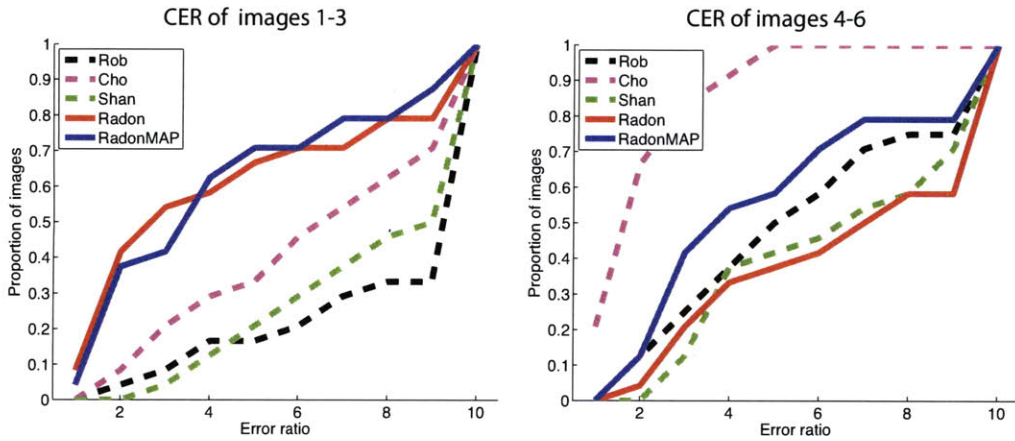 CER of images 1-3
Proportion of images
1
0.9
0.8
0.7
0.6
0.5
0.4
0.3
0.2
0.1
0
Rob
Cho
Shan
Radon
RadonMAP
2
4
6
8
10
Error ratio
CER of images 4-6
Proportion of images
1
0.9
0.8
0.7
0.6
0.5
0.4
0.3
0.2
0.1
0
Rob
Cho
Shan
Radon
RadonMAP
2
4
6
8
10
Error ratio